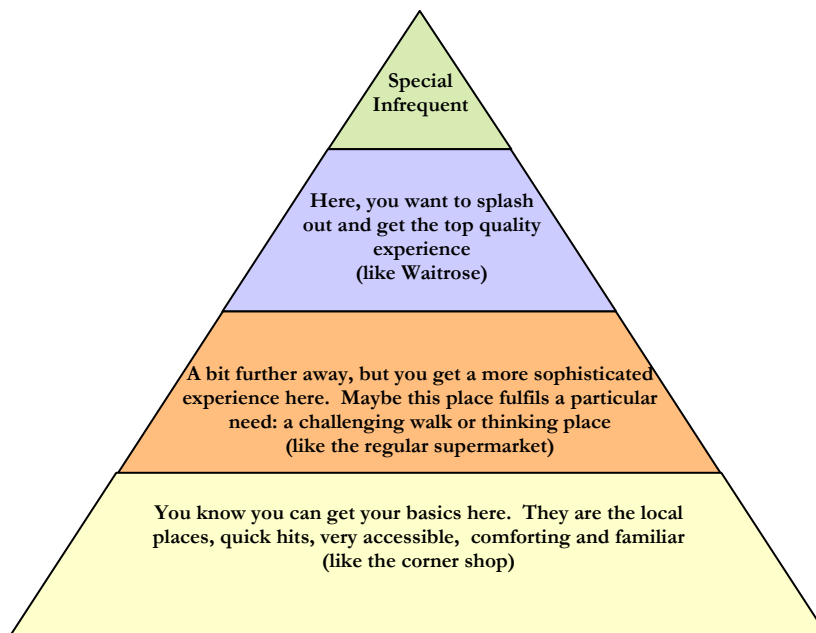 Special
Infrequent
Here, you want to splash
out and get the top quality
experience
(like Waitrose)
A bit further away, but you get a more sophisticated
experience here.  Maybe this place fulfils a particular
need: a challenging walk or thinking place
(like the regular supermarket)
You know you can get your basics here.  They are the local
places, quick hits, very accessible,  comforting and familiar
(like the corner shop)